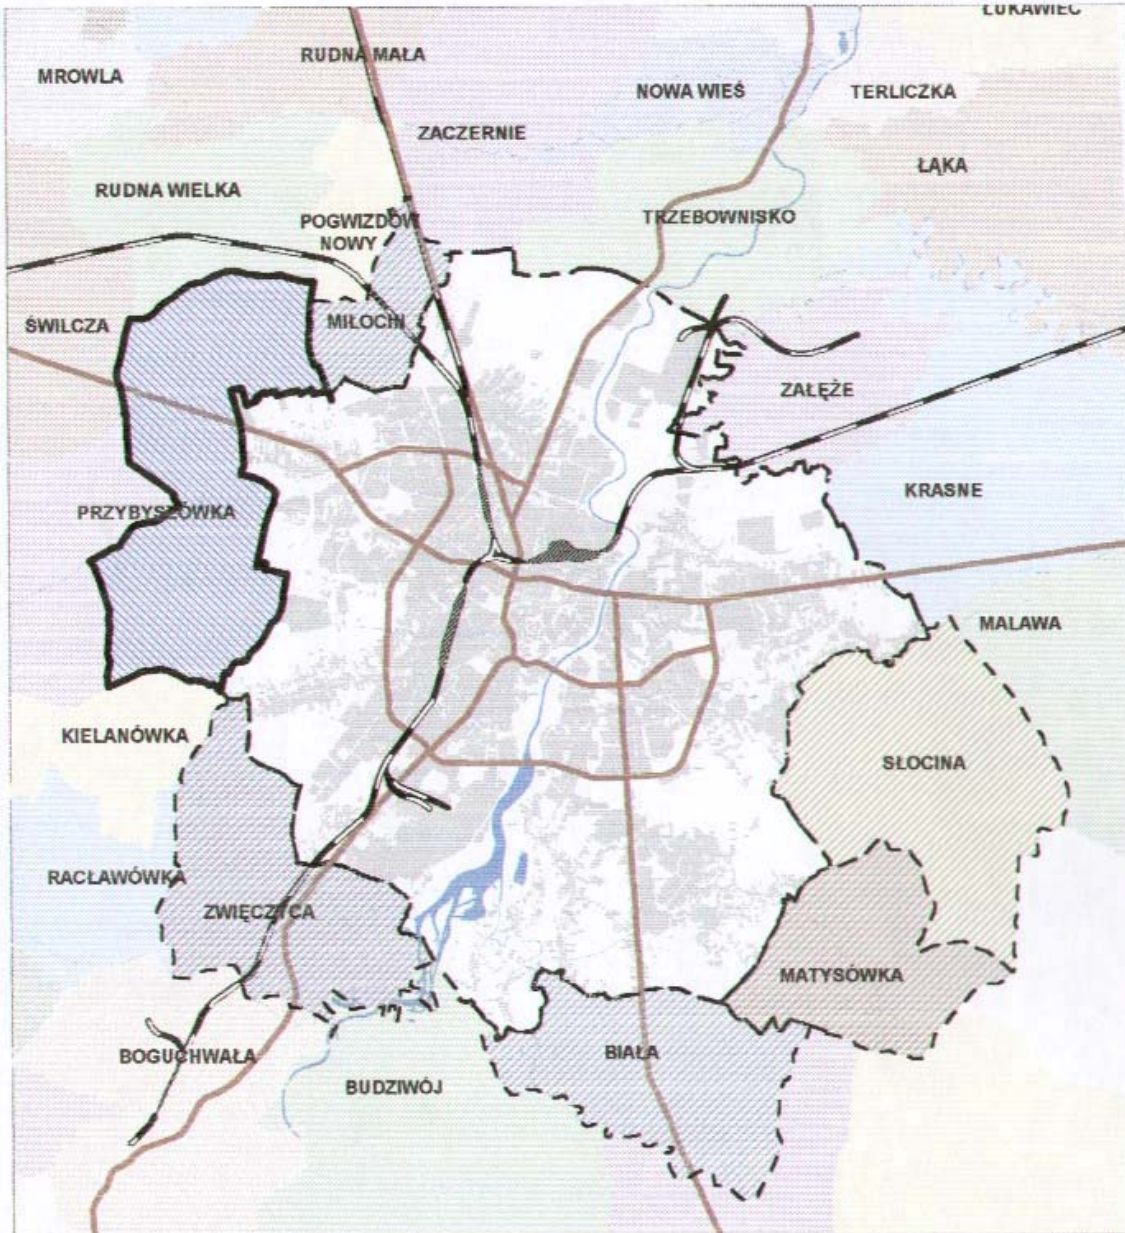 ŁUKAWIEC
RUDNA MAŁA
MROWLA
NOWA WIEŚ
TERLICZKA
ZACZERNIE
ŁĄKA
RUDNA WIELKA
TRZEBOWNISKO
POGWIZDÓW
NOWY
ŚWILCZA
MIŁOCIN
ZAŁĘŻE
KRASNE
PRZYBYSZÓWKA
MALAWA
KIELANÓWKA
SŁOCINA
RACŁAWÓWKA
ZWIĘCZYCA
MATYSÓWKA
BOGUCHWAŁA
BIAŁA
BUDZIWÓJ